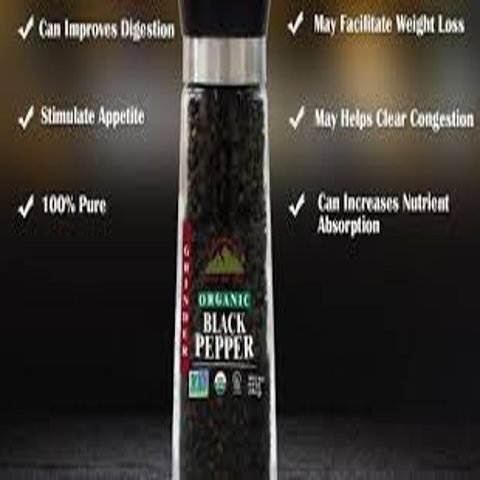 Can Improves Digestion
May Facilitate Weight Loss
Stimulate Appetite
May Helps Clear Congestion
100% Pure
Can Increases Nutrient
Absorption
GRINDER
ORGANIC
BLACK
PEPPER